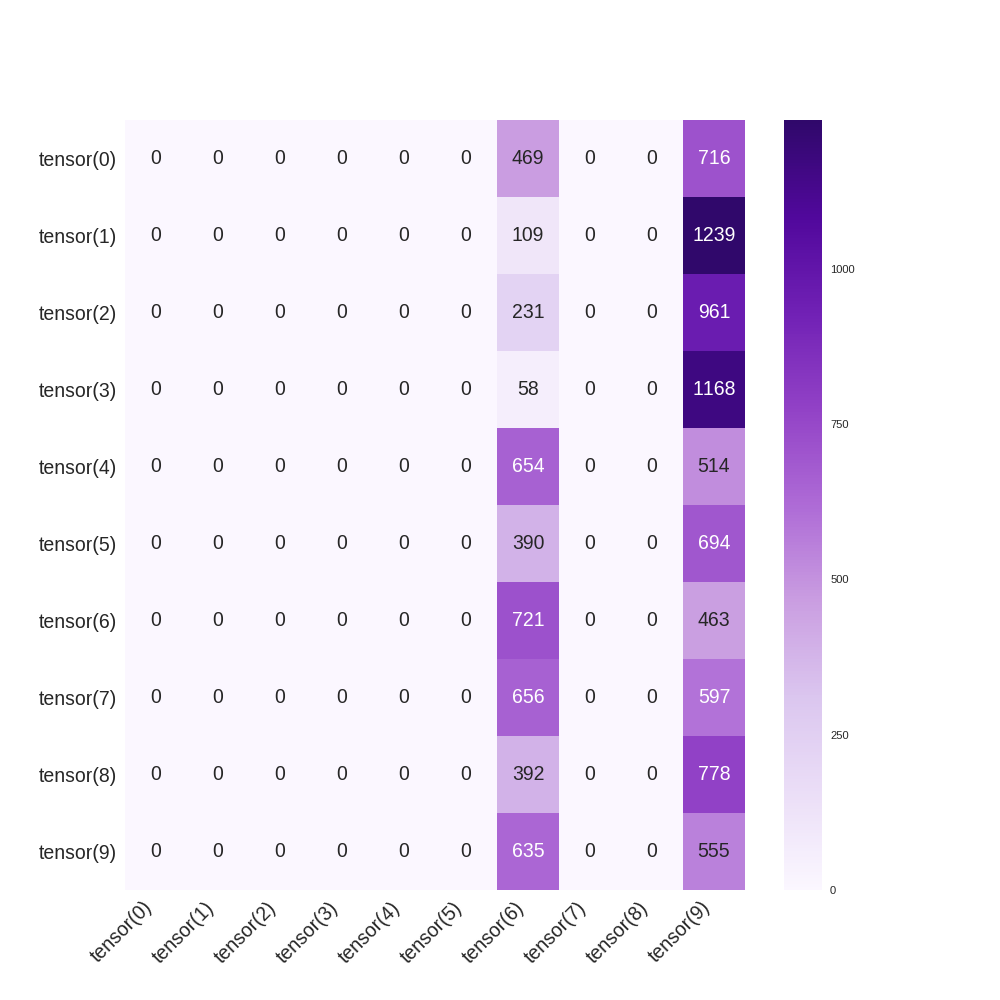 tensor(0) 0 0 0 0 0 0 469 0 0 716
tensor(1) 0 0 0 0 0 0 109 0 0 1239
tensor(2) 0 0 0 0 0 0 231 0 0 961
tensor(3) 0 0 0 0 0 0 58 0 0 1168
tensor(4) 0 0 0 0 0 0 654 0 0 514
tensor(5) 0 0 0 0 0 0 390 0 0 694
tensor(6) 0 0 0 0 0 0 721 0 0 463
tensor(7) 0 0 0 0 0 0 656 0 0 597
tensor(8) 0 0 0 0 0 0 392 0 0 778
tensor(9) 0 0 0 0 0 0 635 0 0 555
tensor(0) tensor(1) tensor(2) tensor(3) tensor(4) tensor(5) tensor(6) tensor(7) tensor(8) tensor(9)
1000
750
500
250
0